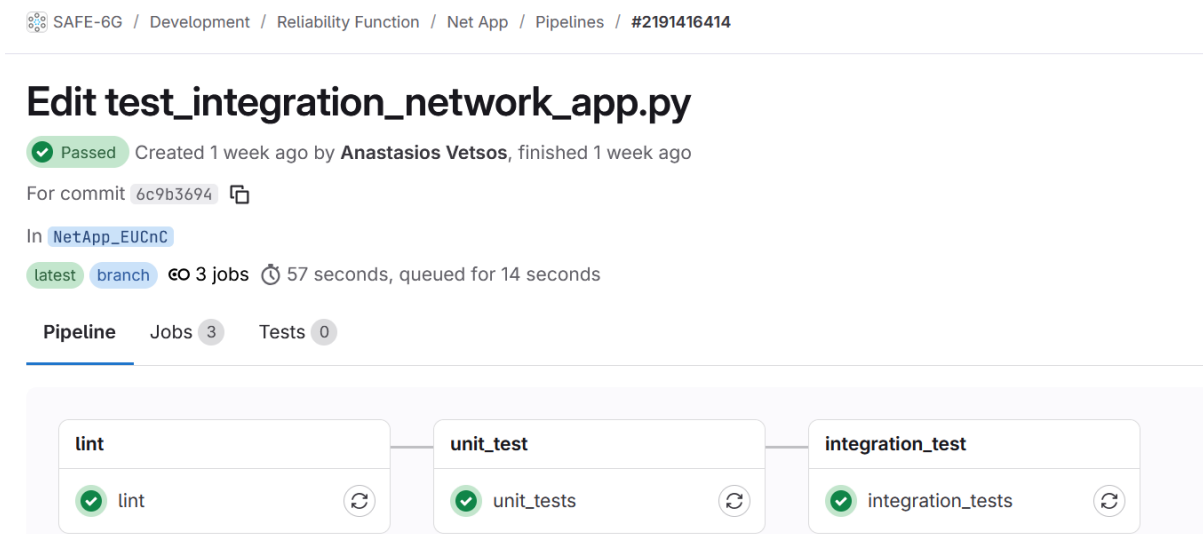 SAFE-6G / Development / Reliability Function / Net App / Pipelines / #2191416414
Edit test_integration_network_app.py
Passed Created 1 week ago by Anastasios Vetsos, finished 1 week ago
For commit 6c9b3694
In NetApp_EUCnC
latest branch 3 jobs 57 seconds, queued for 14 seconds
Pipeline Jobs 3 Tests 0
lint unit_test integration_test
lint unit_tests integration_tests